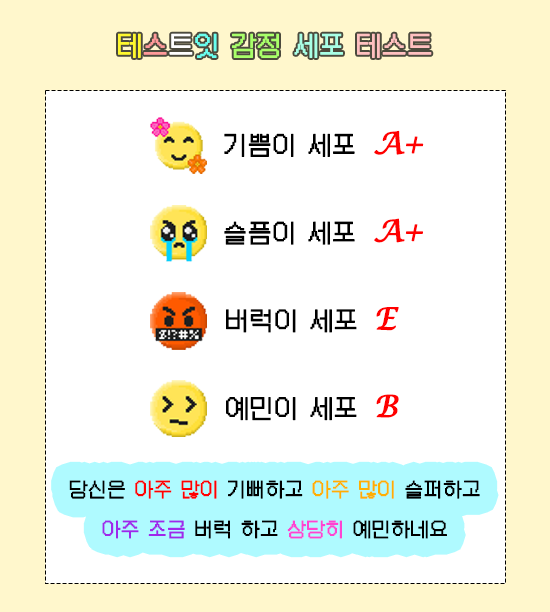 테스트잇 감정 세포 테스트
기쁨이 세포 A+
슬픔이 세포 A+
버럭이 세포 E
&!?#%
예민이 세포 B
당신은 아주 많이 기뻐하고 아주 많이 슬퍼하고
아주 조금 버럭 하고 상당히 예민하네요